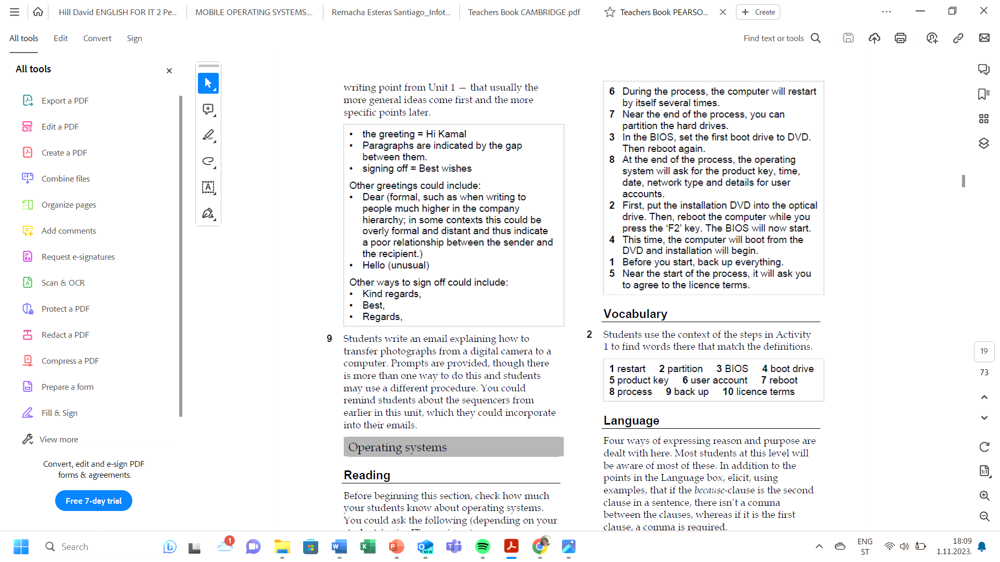 Hill David ENGLISH FOR IT 2 Pe...
MOBILE OPERATING SYSTEMS....
Remacha Esteras Santiago_Infot...
Teachers Book CAMBRIDGE.pdf
Teachers Book PEARSO...
Create
All tools
Edit
Convert
Sign
Find text or tools
All tools
Export a PDF
Edit a PDF
Create a PDF
Combine files
Organize pages
Add comments
Request e-signatures
Scan & OCR
Protect a PDF
Redact a PDF
Compress a PDF
Prepare a form
Fill & Sign
View more
Convert, edit and e-sign PDF
forms & agreements.
Free 7-day trial
writing point from Unit 1 — that usually the
more general ideas come first and the more
specific points later.
• the greeting = Hi Kamal
• Paragraphs are indicated by the gap
between them.
• signing off = Best wishes
Other greetings could include:
• Dear (formal, such as when writing to
people much higher in the company
hierarchy; in some contexts this could be
overly formal and distant and thus indicate
a poor relationship between the sender and
the recipient.)
• Hello (unusual)
Other ways to sign off could include:
• Kind regards,
• Best,
• Regards,
9 Students write an email explaining how to
transfer photographs from a digital camera to a
computer. Prompts are provided, though there
is more than one way to do this and students
may use a different procedure. You could
remind students about the sequencers from
earlier in this unit, which they could incorporate
into their emails.
Operating systems
Reading
Before beginning this section, check how much
your students know about operating systems.
You could ask the following (depending on your
6 During the process, the computer will restart
by itself several times.
7 Near the end of the process, you can
partition the hard drives.
3 In the BIOS, set the first boot drive to DVD.
Then reboot again.
8 At the end of the process, the operating
system will ask for the product key, time,
date, network type and details for user
accounts.
2 First, put the installation DVD into the optical
drive. Then, reboot the computer while you
press the ‘F2’ key. The BIOS will now start.
4 This time, the computer will boot from the
DVD and installation will begin.
1 Before you start, back up everything.
5 Near the start of the process, it will ask you
to agree to the licence terms.
Vocabulary
2 Students use the context of the steps in Activity
1 to find words there that match the definitions.
1 restart 2 partition 3 BIOS 4 boot drive
5 product key 6 user account 7 reboot
8 process 9 back up 10 licence terms
Language
Four ways of expressing reason and purpose are
dealt with here. Most students at this level will
be aware of most of these. In addition to the
points in the Language box, elicit, using
examples, that if the because-clause is the second
clause in a sentence, there isn’t a comma
between the clauses, whereas if it is the first
clause, a comma is required.
19
73
1:1
Search
1
NEW
ENG
ST
18:09
1.11.2023.